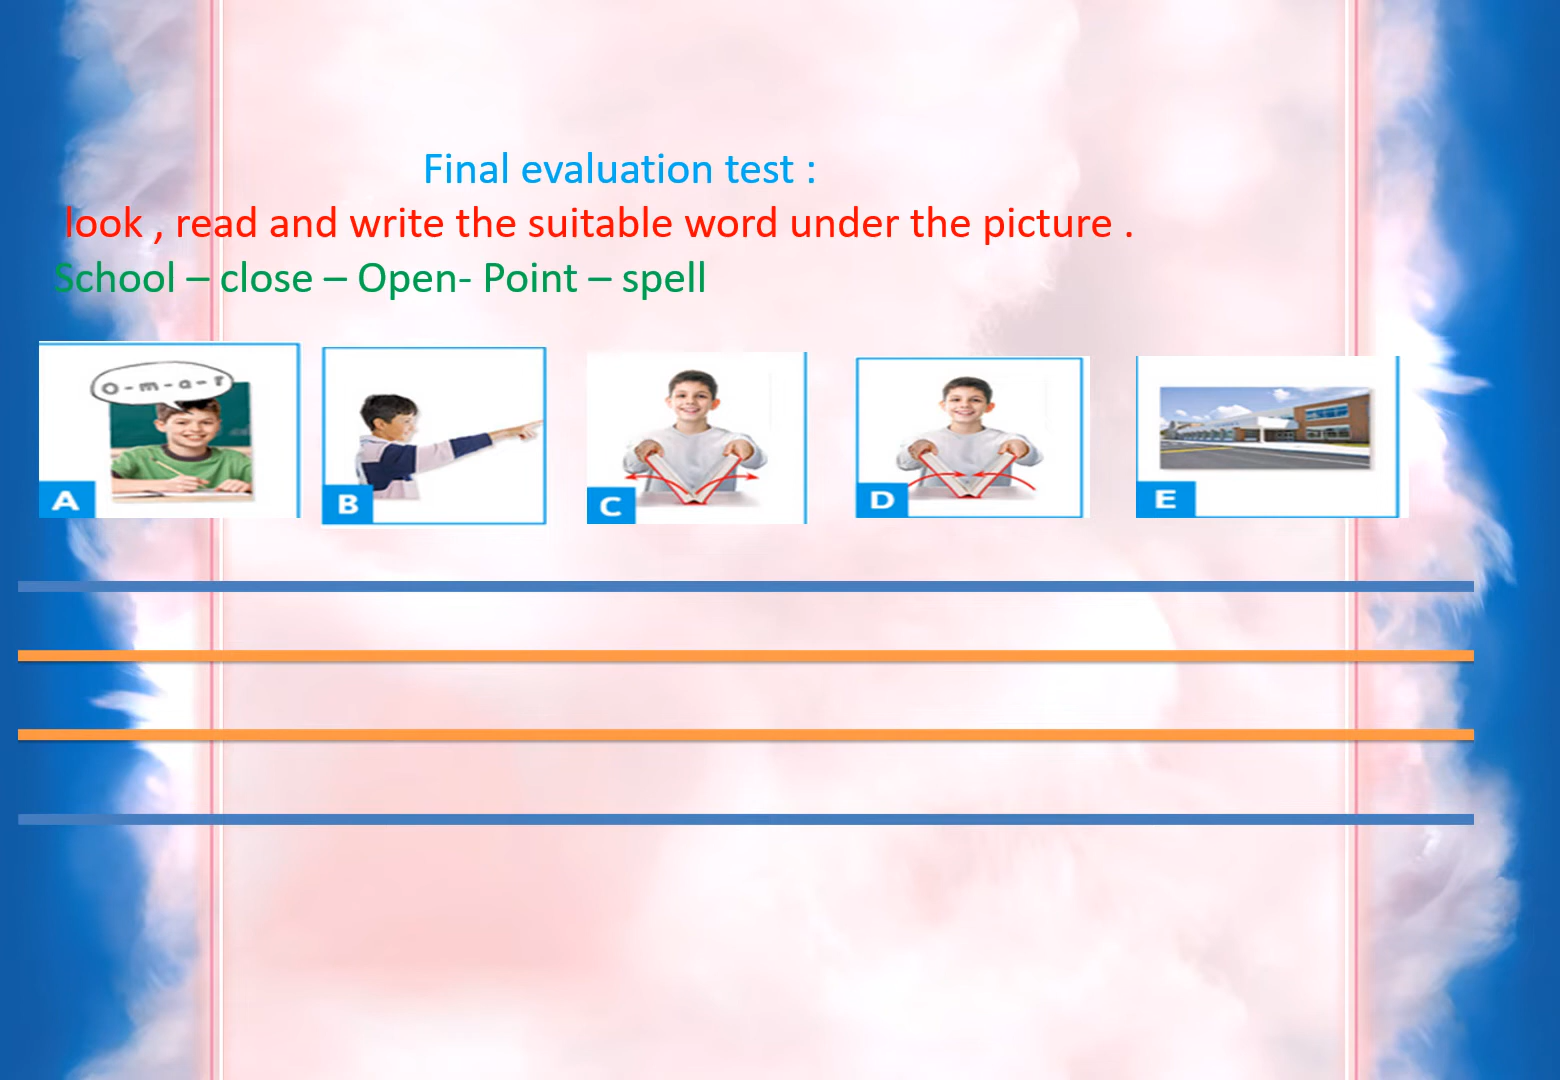 Final evaluation test :
look , read and write the suitable word under the picture .
School – close – Open- Point – spell
o-m-a-r
A
B
C
D
E